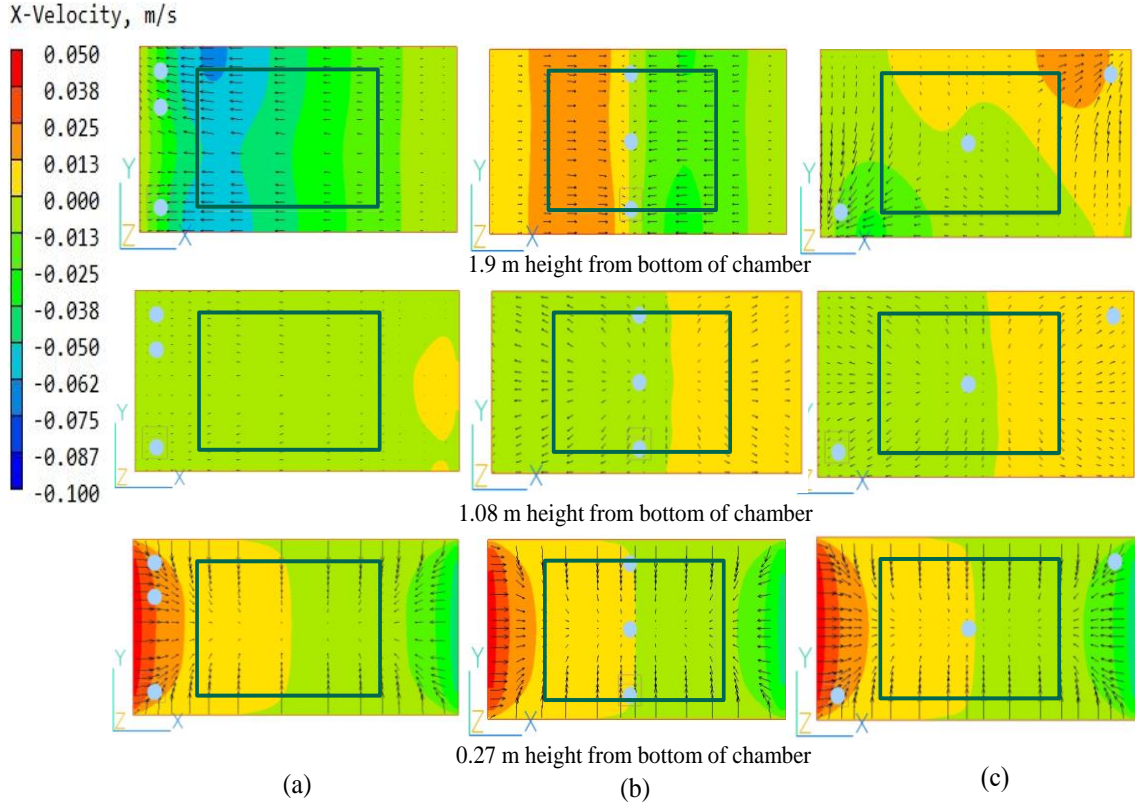 X-Velocity, m/s
0.050
0.038
0.025
0.013
0.000
-0.013
-0.025
-0.038
-0.050
-0.062
-0.075
-0.087
-0.100
Y
Z X
Y
Z X
Y
Z X
1.9 m height from bottom of chamber
Y
Z X
Y
Z X
Y
Z X
1.08 m height from bottom of chamber
Y
Z X
Y
Z X
Y
Z X
0.27 m height from bottom of chamber
(a) (b) (c)